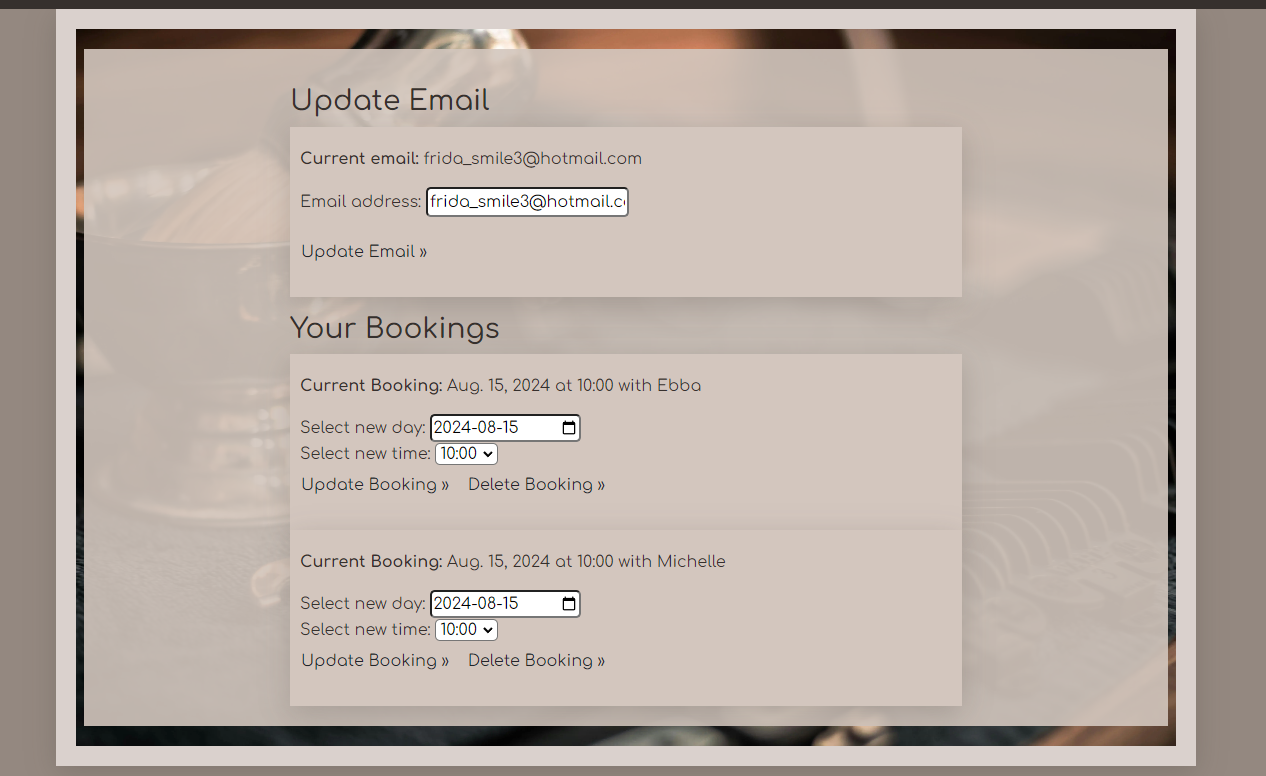 Update Email
Current email: frida_smile3@hotmail.com
Email address: frida_smile3@hotmail.c
Update Email »
Your Bookings
Current Booking: Aug. 15, 2024 at 10:00 with Ebba
Select new day: 2024-08-15
Select new time: 10:00
Update Booking » Delete Booking »
Current Booking: Aug. 15, 2024 at 10:00 with Michelle
Select new day: 2024-08-15
Select new time: 10:00
Update Booking » Delete Booking »